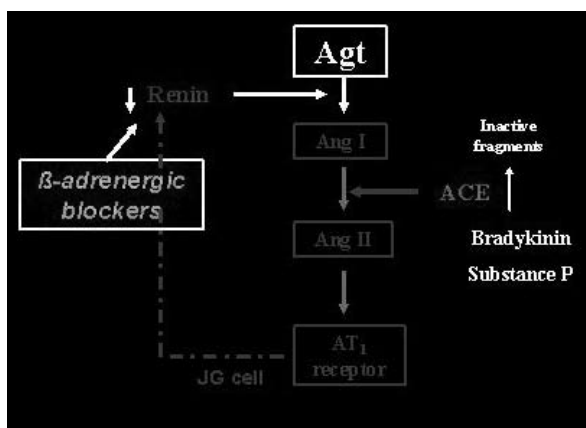 Agt
Renin
Ang I
Inactive
fragments
ß-adrenergic
blockers
ACE
Ang II
Bradykinin
Substance P
AT₁
receptor
JG cell